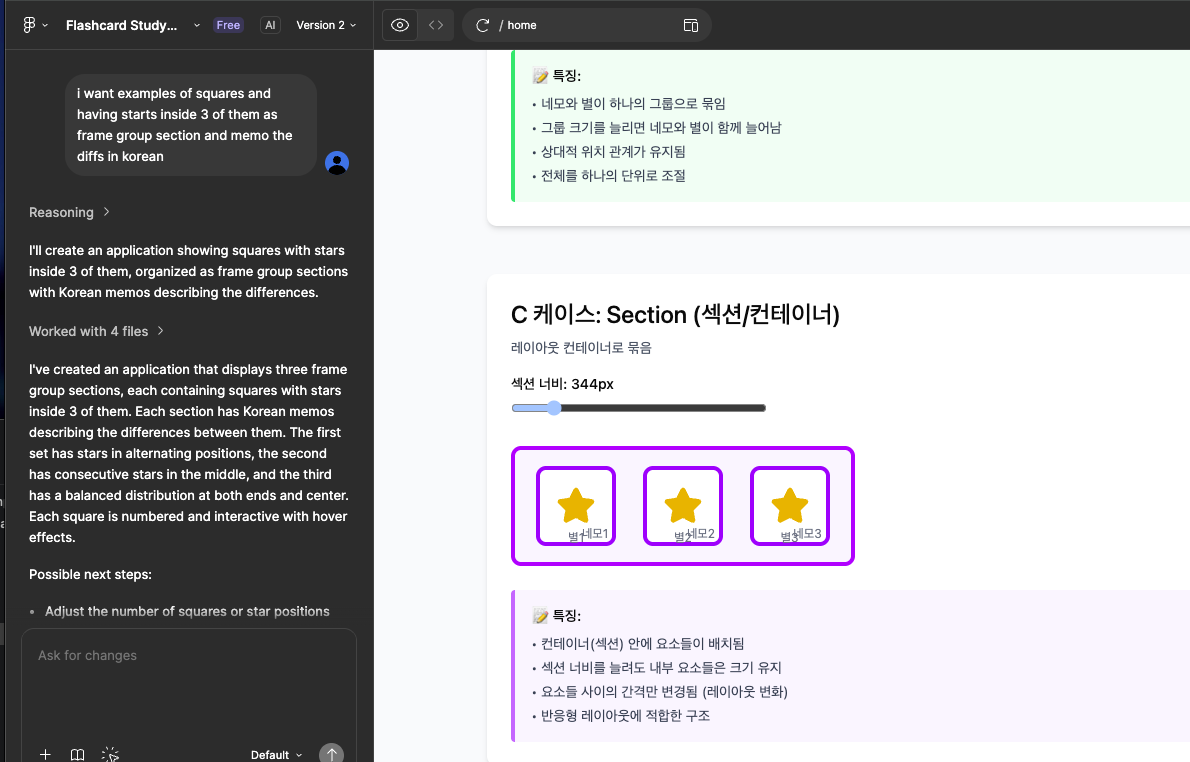 Flashcard Study...
Free
AI
Version 2
/ home
i want examples of squares and
having starts inside 3 of them as
frame group section and memo the
diffs in korean
Reasoning
I'll create an application showing squares with stars
inside 3 of them, organized as frame group sections
with Korean memos describing the differences.
Worked with 4 files
I've created an application that displays three frame
group sections, each containing squares with stars
inside 3 of them. Each section has Korean memos
describing the differences between them. The first
set has stars in alternating positions, the second
has consecutive stars in the middle, and the third
has a balanced distribution at both ends and center.
Each square is numbered and interactive with hover
effects.
Possible next steps:
• Adjust the number of squares or star positions
Ask for changes
Default
📝 특징:
• 네모와 별이 하나의 그룹으로 묶임
• 그룹 크기를 늘리면 네모와 별이 함께 늘어남
• 상대적 위치 관계가 유지됨
• 전체를 하나의 단위로 조절
C 케이스: Section (섹션/컨테이너)
레이아웃 컨테이너로 묶음
섹션 너비: 344px
별1 네모1
별2 네모2
별3 네모3
📝 특징:
• 컨테이너(섹션) 안에 요소들이 배치됨
• 섹션 너비를 늘려도 내부 요소들은 크기 유지
• 요소들 사이의 간격만 변경됨 (레이아웃 변화)
• 반응형 레이아웃에 적합한 구조